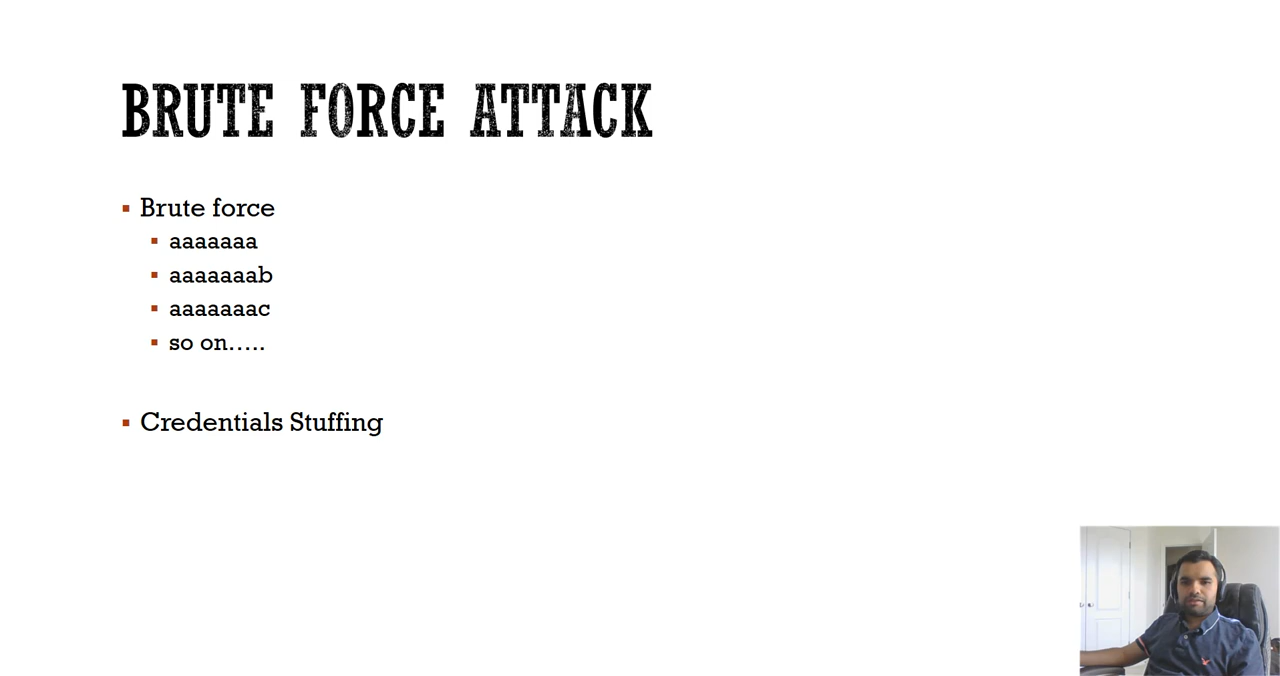 BRUTE FORCE ATTACK
Brute force
aaaaaaa
aaaaaaab
aaaaaaac
so on…..
Credentials Stuffing